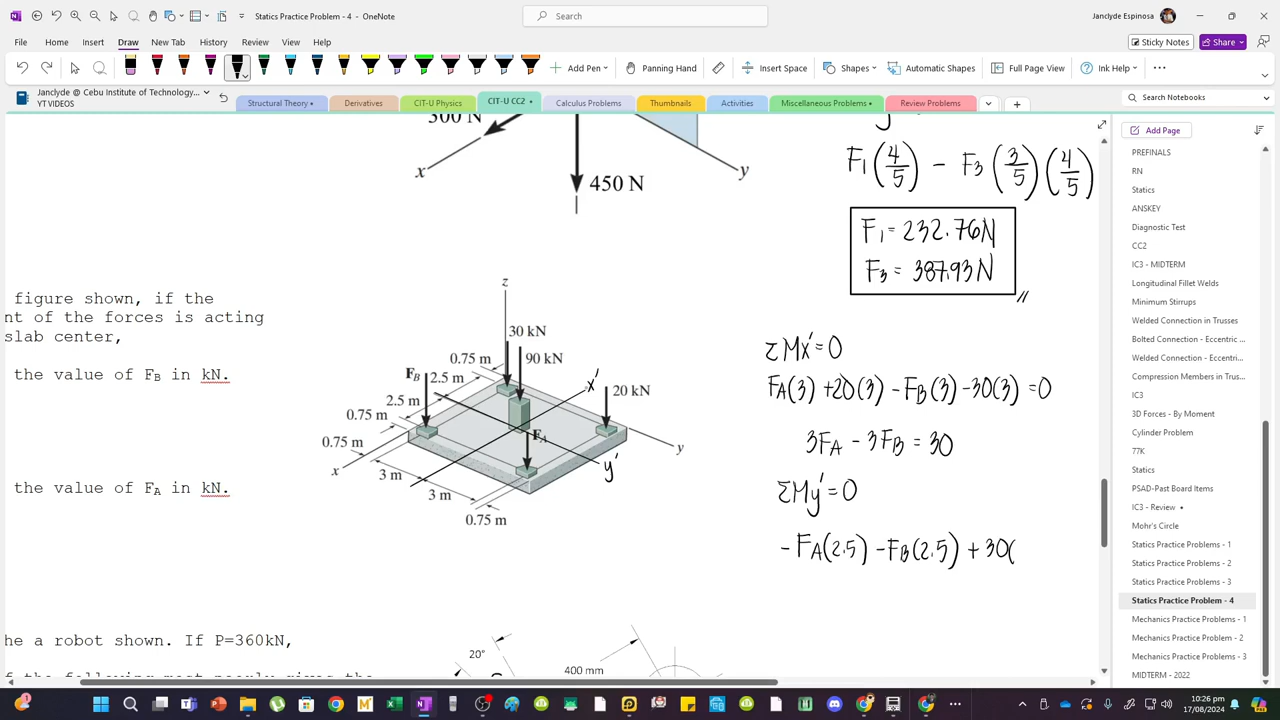 Statics Practice Problem - 4 - OneNote
Search
Janclyde Espinosa
File Home Insert Draw New Tab History Review View Help
Sticky Notes
Share
Add Pen
Panning Hand
Insert Space
Shapes
Automatic Shapes
Full Page View
Ink Help
Janclyde @ Cebu Institute of Technology...
YT VIDEOS
Structural Theory
Derivatives
CIT-U Physics
CIT-U CC2
Calculus Problems
Thumbnails
Activities
Miscellaneous Problems
Review Problems
Search Notebooks
Add Page
300 N
x
y
450 N
F1(4/5) - F3(3/5)(4/5)
F1 = 232.76N
F3 = 387.93N
//
figure shown, if the
nt of the forces is acting
slab center,
the value of FB in kN.
the value of FA in kN.
z
30 kN
90 kN
0.75 m
x'
FB
2.5 m
20 kN
2.5 m
0.75 m
FA
0.75 m
y
y'
x
3 m
3 m
0.75 m
ΣMx' = 0
FA(3) + 20(3) - FB(3) - 30(3) = 0
3FA - 3FB = 30
ΣMy' = 0
- FA(2.5) - FB(2.5) + 30(
he a robot shown. If P=360kN,
f the following most nearly gives the
20°
400 mm
PREFINALS
RN
Statics
ANSKEY
Diagnostic Test
CC2
IC3 - MIDTERM
Longitudinal Fillet Welds
Minimum Stirrups
Welded Connection in Trusses
Bolted Connection - Eccentric ...
Welded Connection - Eccentric...
Compression Members in Trus...
IC3
3D Forces - By Moment
Cylinder Problem
77K
Statics
PSAD-Past Board Items
IC3 - Review
Mohr's Circle
Statics Practice Problems - 1
Statics Practice Problems - 2
Statics Practice Problems - 3
Statics Practice Problem - 4
Mechanics Practice Problems - 1
Mechanics Practice Problem - 2
Mechanics Practice Problem - 3
MIDTERM - 2022
10:26 pm
17/08/2024